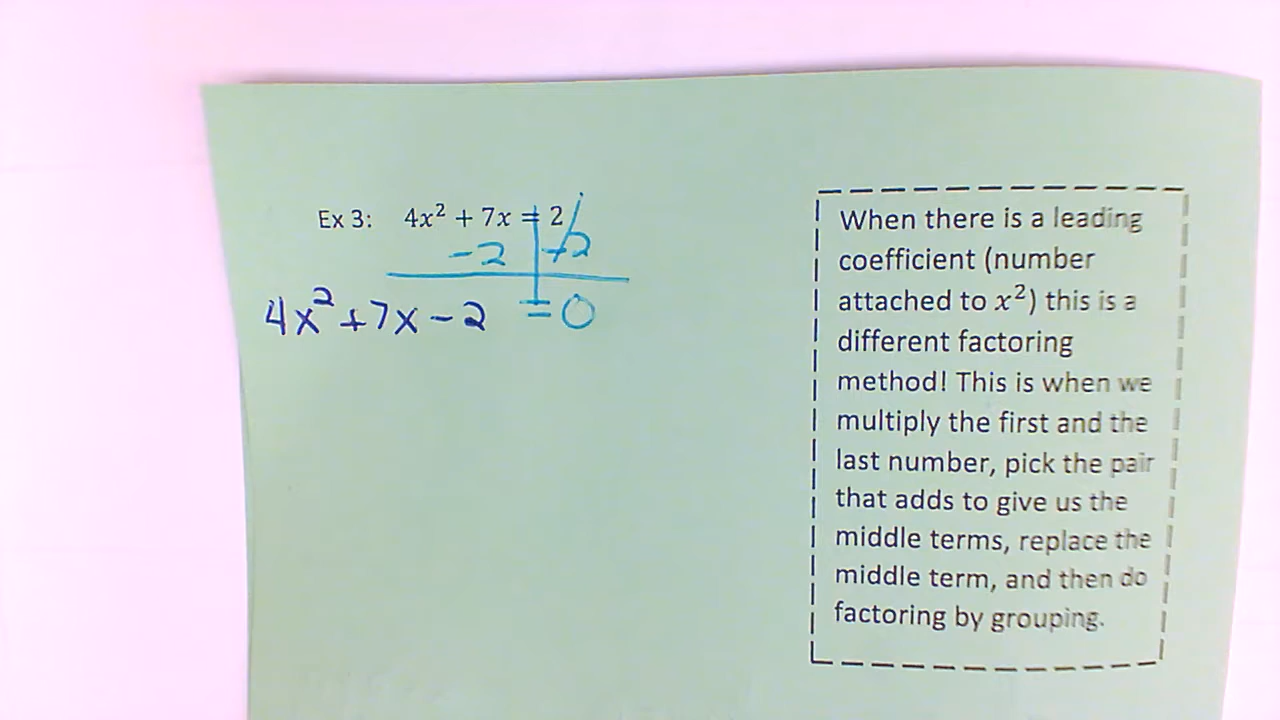 Ex 3: 4x² + 7x = 2
-2 -2
4x²+7x-2 =0
When there is a leading
coefficient (number
attached to x²) this is a
different factoring
method! This is when we
multiply the first and the
last number, pick the pair
that adds to give us the
middle terms, replace the
middle term, and then do
factoring by grouping.